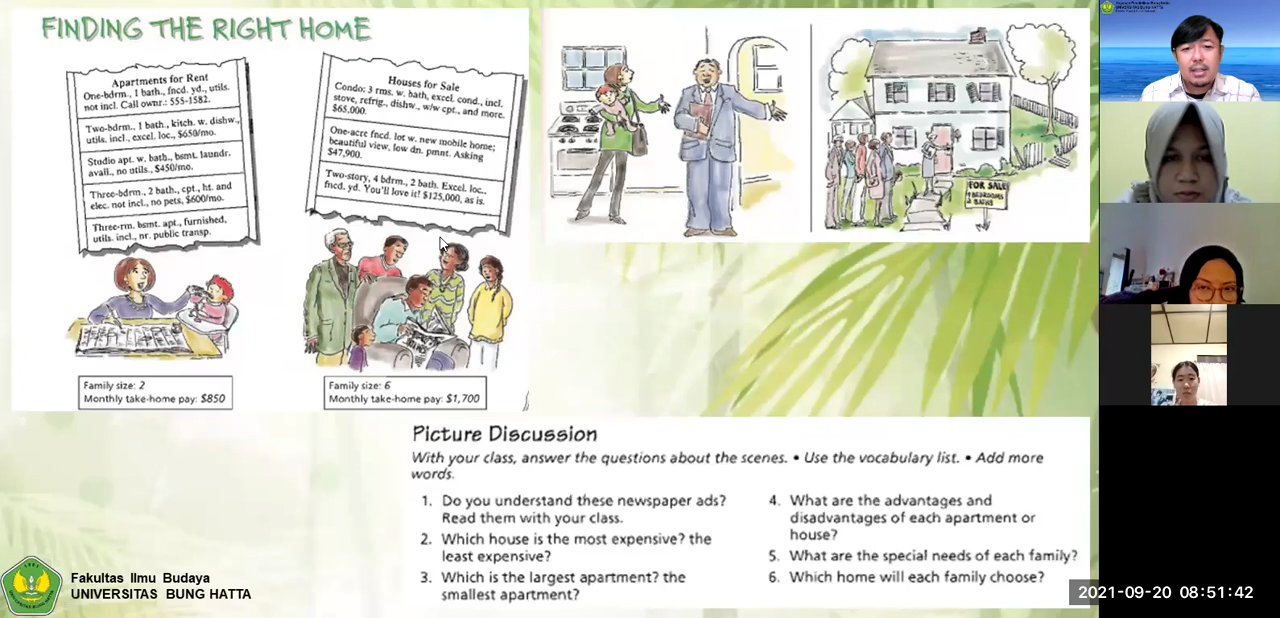 FINDING THE RIGHT HOME
Apartments for Rent
One-bdrm., 1 bath., fncd. yd., utils.
not incl. Call ownr.: 555-1582.
Two-bdrm., 1 bath., kitch. w. dishw.,
utils. incl., excel. loc., $650/mo.
Studio apt. w. bath., bsmt. laundr.
avail., no utils., $450/mo.
Three-bdrm., 2 bath., cpt., ht. and
elec. not incl., no pets, $600/mo.
Three-rm. bsmt. apt., furnished,
utils. incl., nr. public transp.
Houses for Sale
Condo: 3 rms. w. bath, excel. cond., incl.
stove, refrig., dishw., w/w cpt., and more.
$65,000.
One-acre fncd. lot w. new mobile home;
beautiful view, low dn. pmnt. Asking
$47,900.
Two-story, 4 bdrm., 2 bath. Excel. loc.,
fncd. yd. You'll love it! $125,000, as is.
Family size: 2
Monthly take-home pay: $850
Family size: 6
Monthly take-home pay: $1,700
FOR SALE
4 BEDROOMS
2 BATHS
Picture Discussion
With your class, answer the questions about the scenes. • Use the vocabulary list. • Add more
words.
1. Do you understand these newspaper ads?
Read them with your class.
2. Which house is the most expensive? the
least expensive?
3. Which is the largest apartment? the
smallest apartment?
4. What are the advantages and
disadvantages of each apartment or
house?
5. What are the special needs of each family?
6. Which home will each family choose?
Fakultas Ilmu Budaya
UNIVERSITAS BUNG HATTA
UNIVERSITAS BUNG HATTA
2021-09-20 08:51:42